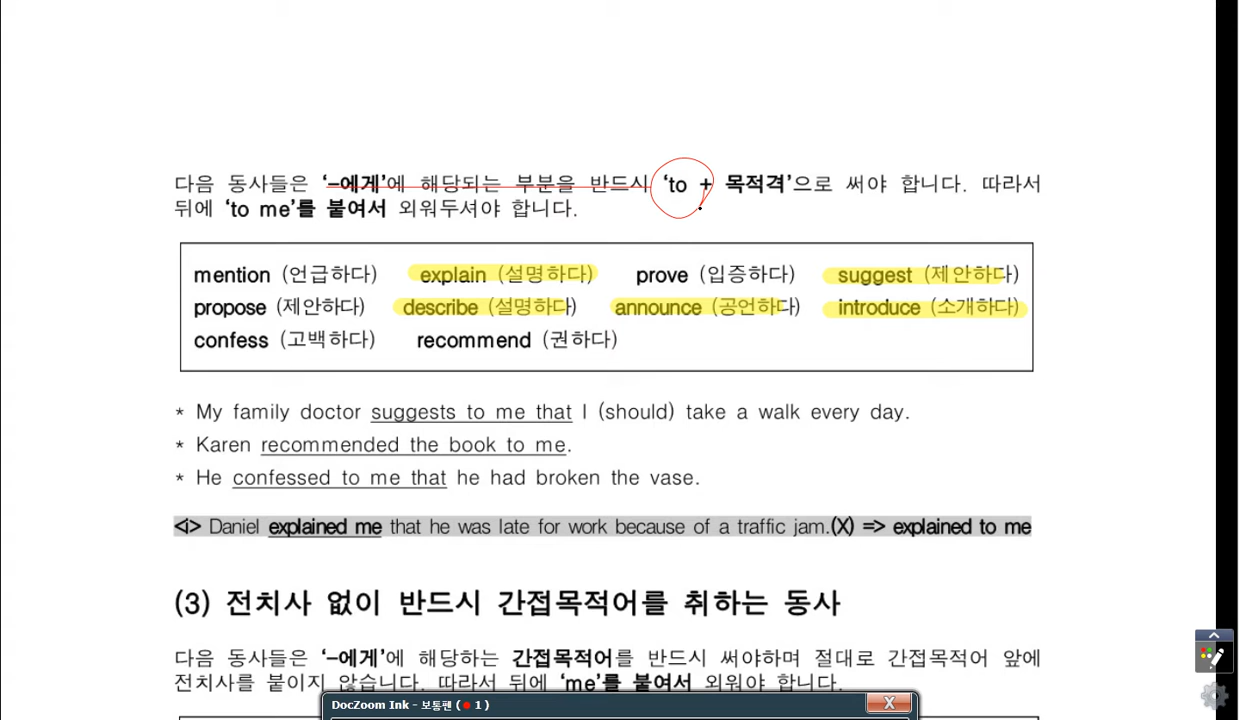 다음 동사들은 ‘–에게’에 해당되는 부분을 반드시 ‘to + 목적격’으로 써야 합니다. 따라서
뒤에 ‘to me’를 붙여서 외워두셔야 합니다.
mention (언급하다) explain (설명하다) prove (입증하다) suggest (제안하다)
propose (제안하다) describe (설명하다) announce (공언하다) introduce (소개하다)
confess (고백하다) recommend (권하다)
* My family doctor suggests to me that I (should) take a walk every day.
* Karen recommended the book to me.
* He confessed to me that he had broken the vase.
<i> Daniel explained me that he was late for work because of a traffic jam.(X) => explained to me
(3) 전치사 없이 반드시 간접목적어를 취하는 동사
다음 동사들은 ‘–에게’에 해당하는 간접목적어를 반드시 써야하며 절대로 간접목적어 앞에
전치사를 붙이지 않습니다. 따라서 뒤에 ‘me’를 붙여서 외워야 합니다.
DocZoom Ink - 보통펜 ( 1 )
X